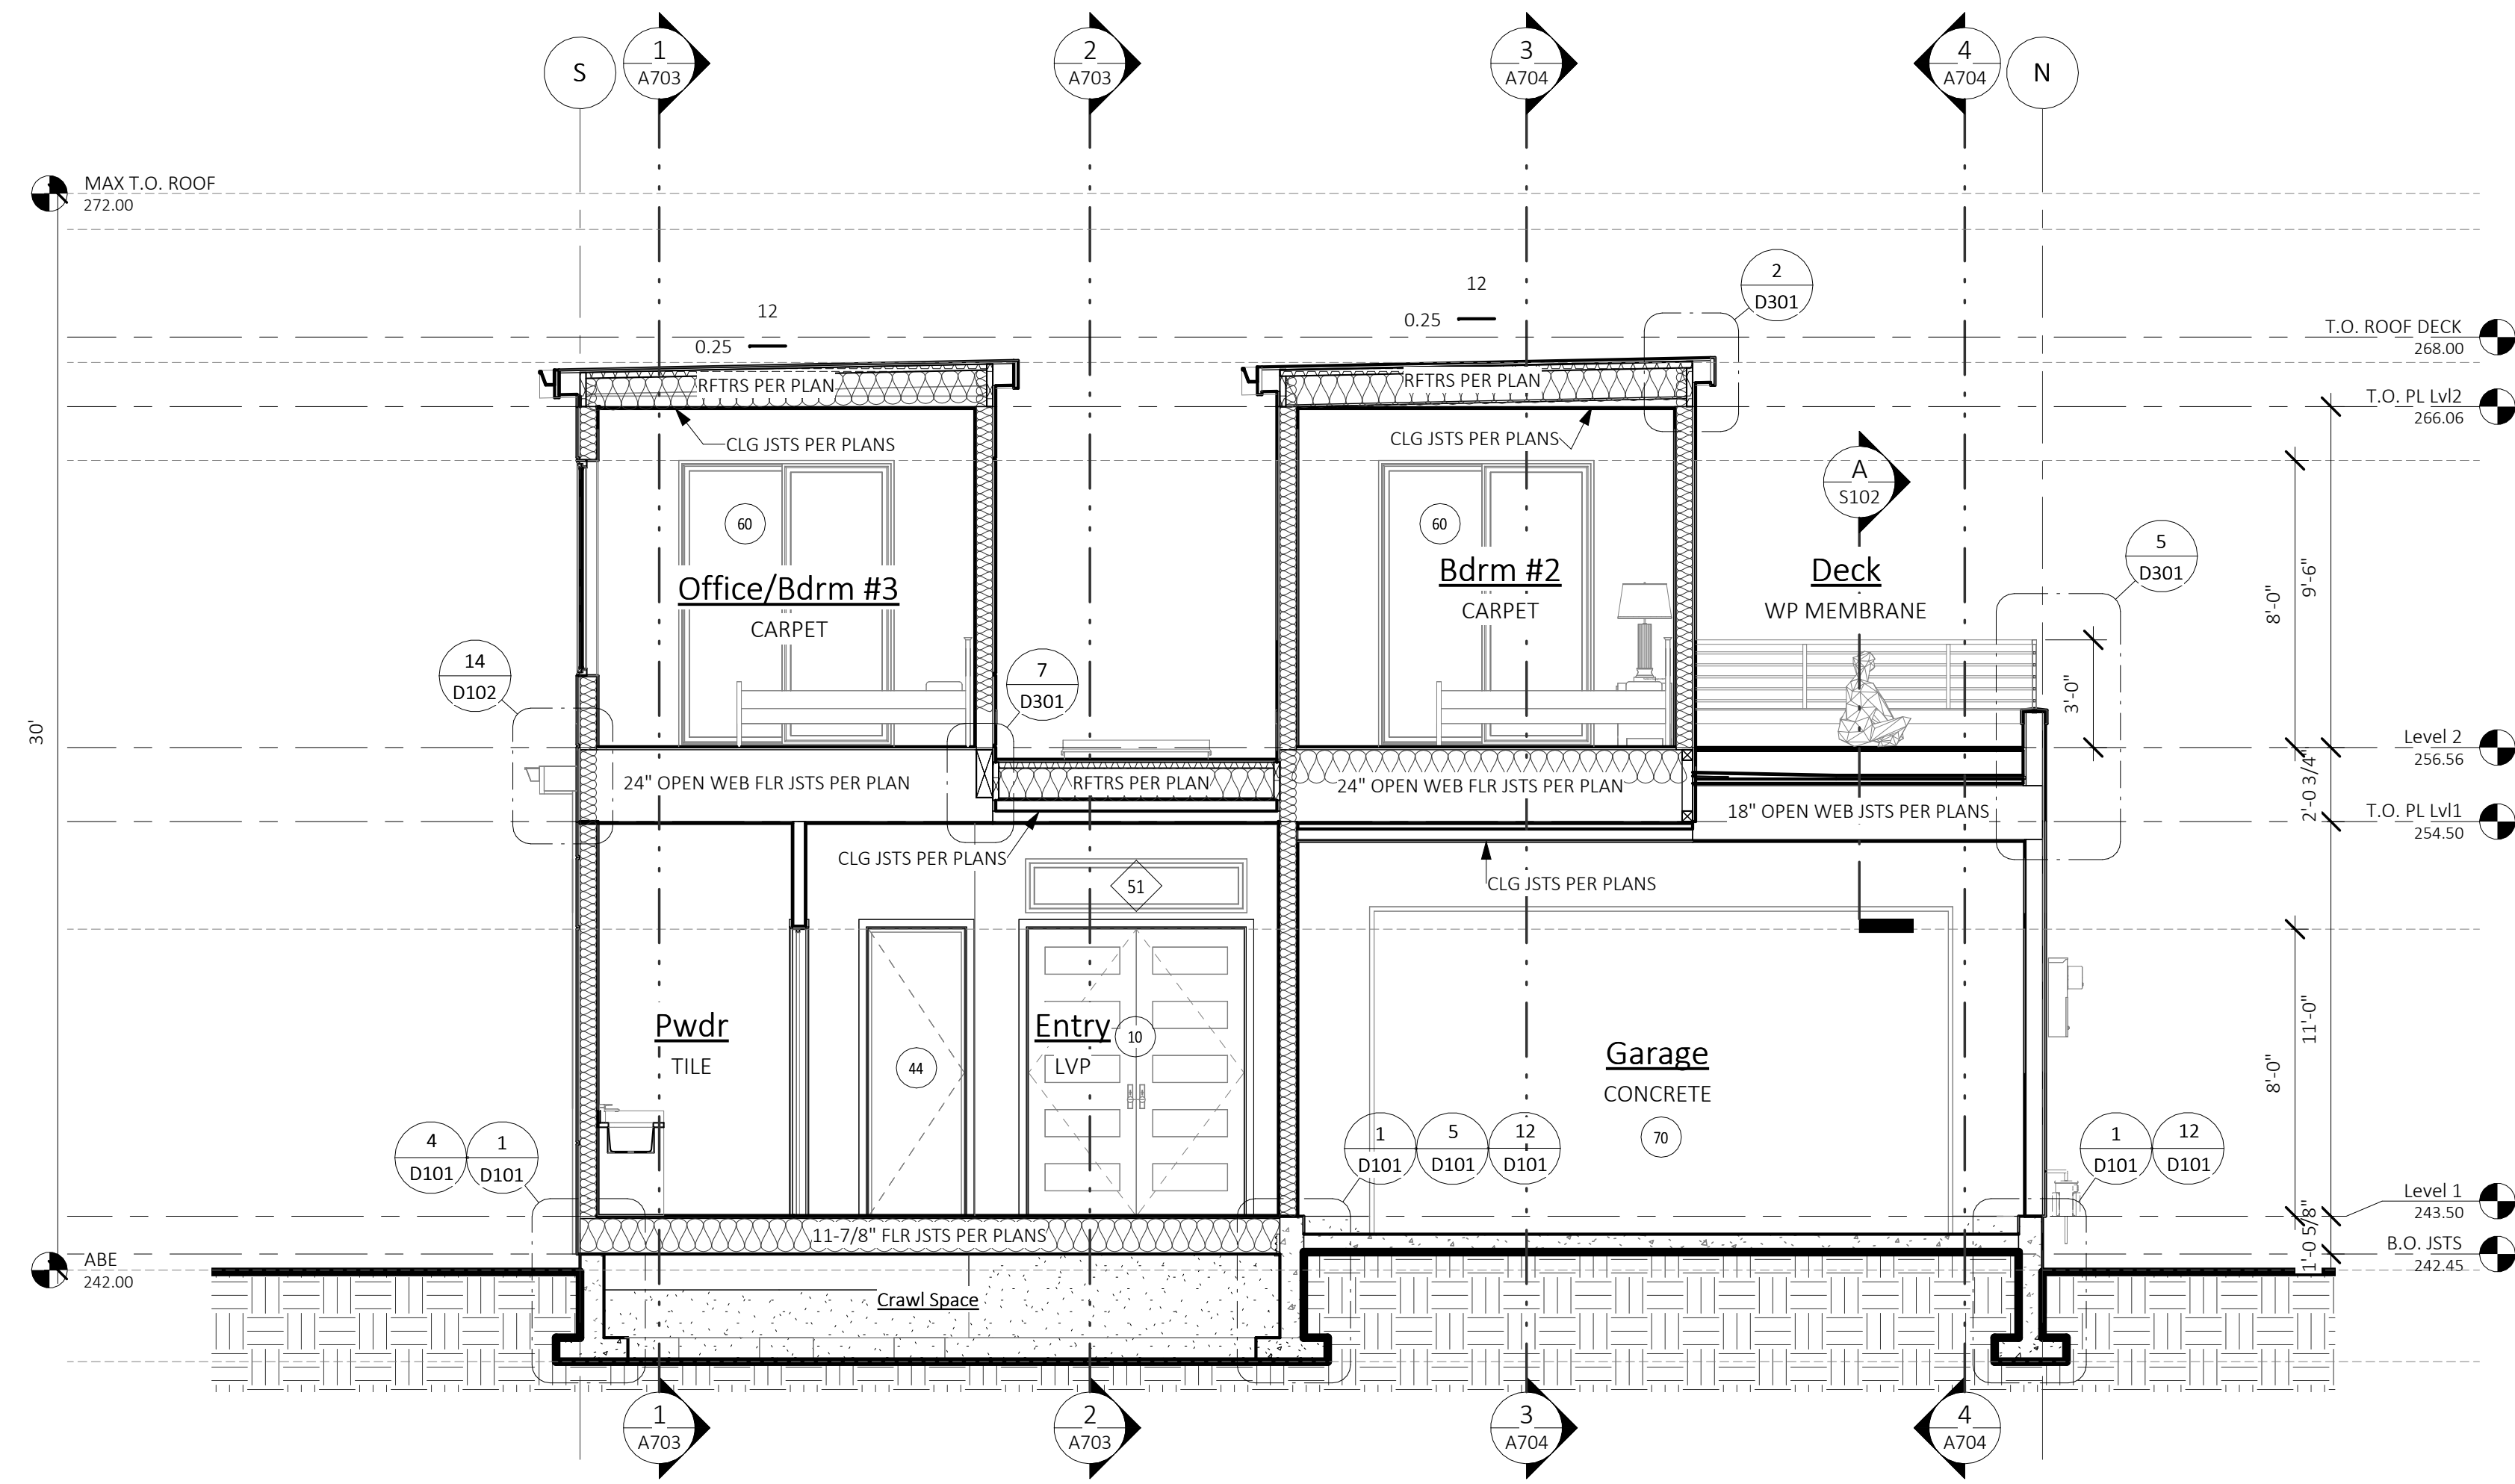 S
1
A703
2
A703
3
A704
4
A704
N
MAX T.O. ROOF
272.00
2
D301
12
0.25
12
0.25
T.O. ROOF DECK
268.00
RFTRS PER PLAN
RFTRS PER PLAN
T.O. PL Lvl2
266.06
CLG JSTS PER PLANS
CLG JSTS PER PLANS
A
S102
60
60
5
D301
Office/Bdrm #3
CARPET
Bdrm #2
CARPET
Deck
WP MEMBRANE
8'-0"
9'-6"
14
D102
7
D301
3'-0"
30'
Level 2
256.56
24" OPEN WEB FLR JSTS PER PLAN
RFTRS PER PLAN
24" OPEN WEB FLR JSTS PER PLAN
18" OPEN WEB JSTS PER PLANS
2'-0 3/4"
T.O. PL Lvl1
254.50
CLG JSTS PER PLANS
CLG JSTS PER PLANS
51
Pwdr
TILE
44
Entry
LVP
10
Garage
CONCRETE
70
8'-0"
11'-0"
4
D101
1
D101
1
D101
5
D101
12
D101
1
D101
12
D101
Level 1
243.50
11-7/8" FLR JSTS PER PLANS
1'-0 5/8"
B.O. JSTS
242.45
ABE
242.00
Crawl Space
1
A703
2
A703
3
A704
4
A704